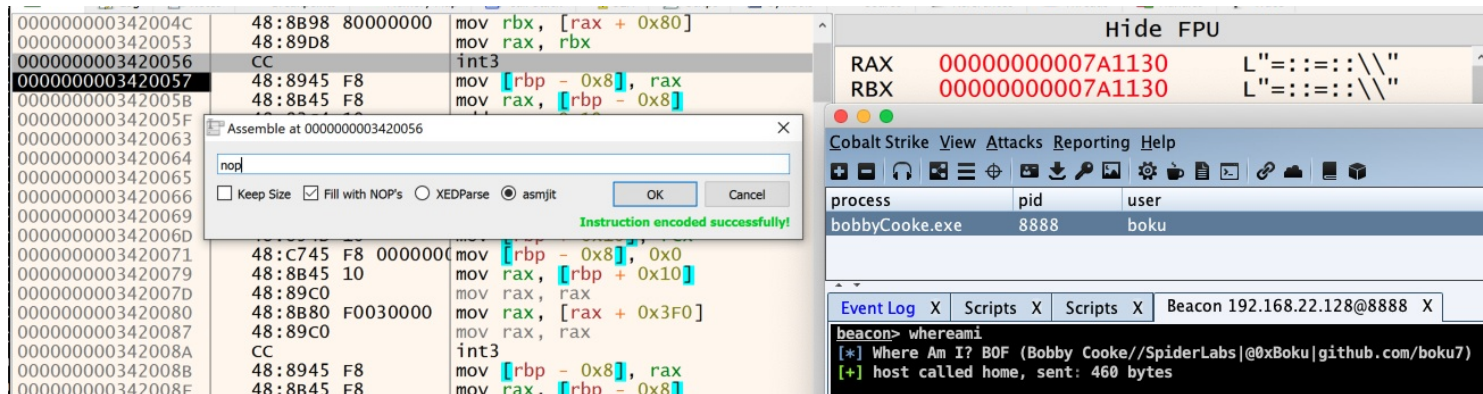 000000000342004C 48:8B98 80000000 mov rbx, [rax + 0x80]
0000000003420053 48:89D8 mov rax, rbx
0000000003420056 CC int3
0000000003420057 48:8945 F8 mov [rbp - 0x8], rax
000000000342005B 48:8B45 F8 mov rax, [rbp - 0x8]
000000000342005F
0000000003420063
0000000003420064
0000000003420065
0000000003420066
0000000003420069
000000000342006D
0000000003420071 48:C745 F8 000000( mov [rbp - 0x8], 0x0
0000000003420079 48:8B45 10 mov rax, [rbp + 0x10]
000000000342007D 48:89C0 mov rax, rax
0000000003420080 48:8B80 F0030000 mov rax, [rax + 0x3F0]
0000000003420087 48:89C0 mov rax, rax
000000000342008A CC int3
000000000342008B 48:8945 F8 mov [rbp - 0x8], rax
000000000342008F 48:8B45 F8 mov rax, [rbp - 0x8]
Assemble at 0000000003420056
nop
Keep Size Fill with NOP's XEDParse asmjit OK Cancel
Instruction encoded successfully!
Hide FPU
RAX 00000000007A1130 L"=::=::\\"
RBX 00000000007A1130 L"=::=::\\"
Cobalt Strike View Attacks Reporting Help
process pid user
bobbyCooke.exe 8888 boku
Event Log X Scripts X Scripts X Beacon 192.168.22.128@8888 X
beacon> whereami
[*] Where Am I? BOF (Bobby Cooke//SpiderLabs|@0xBoku|github.com/boku7)
[+] host called home, sent: 460 bytes